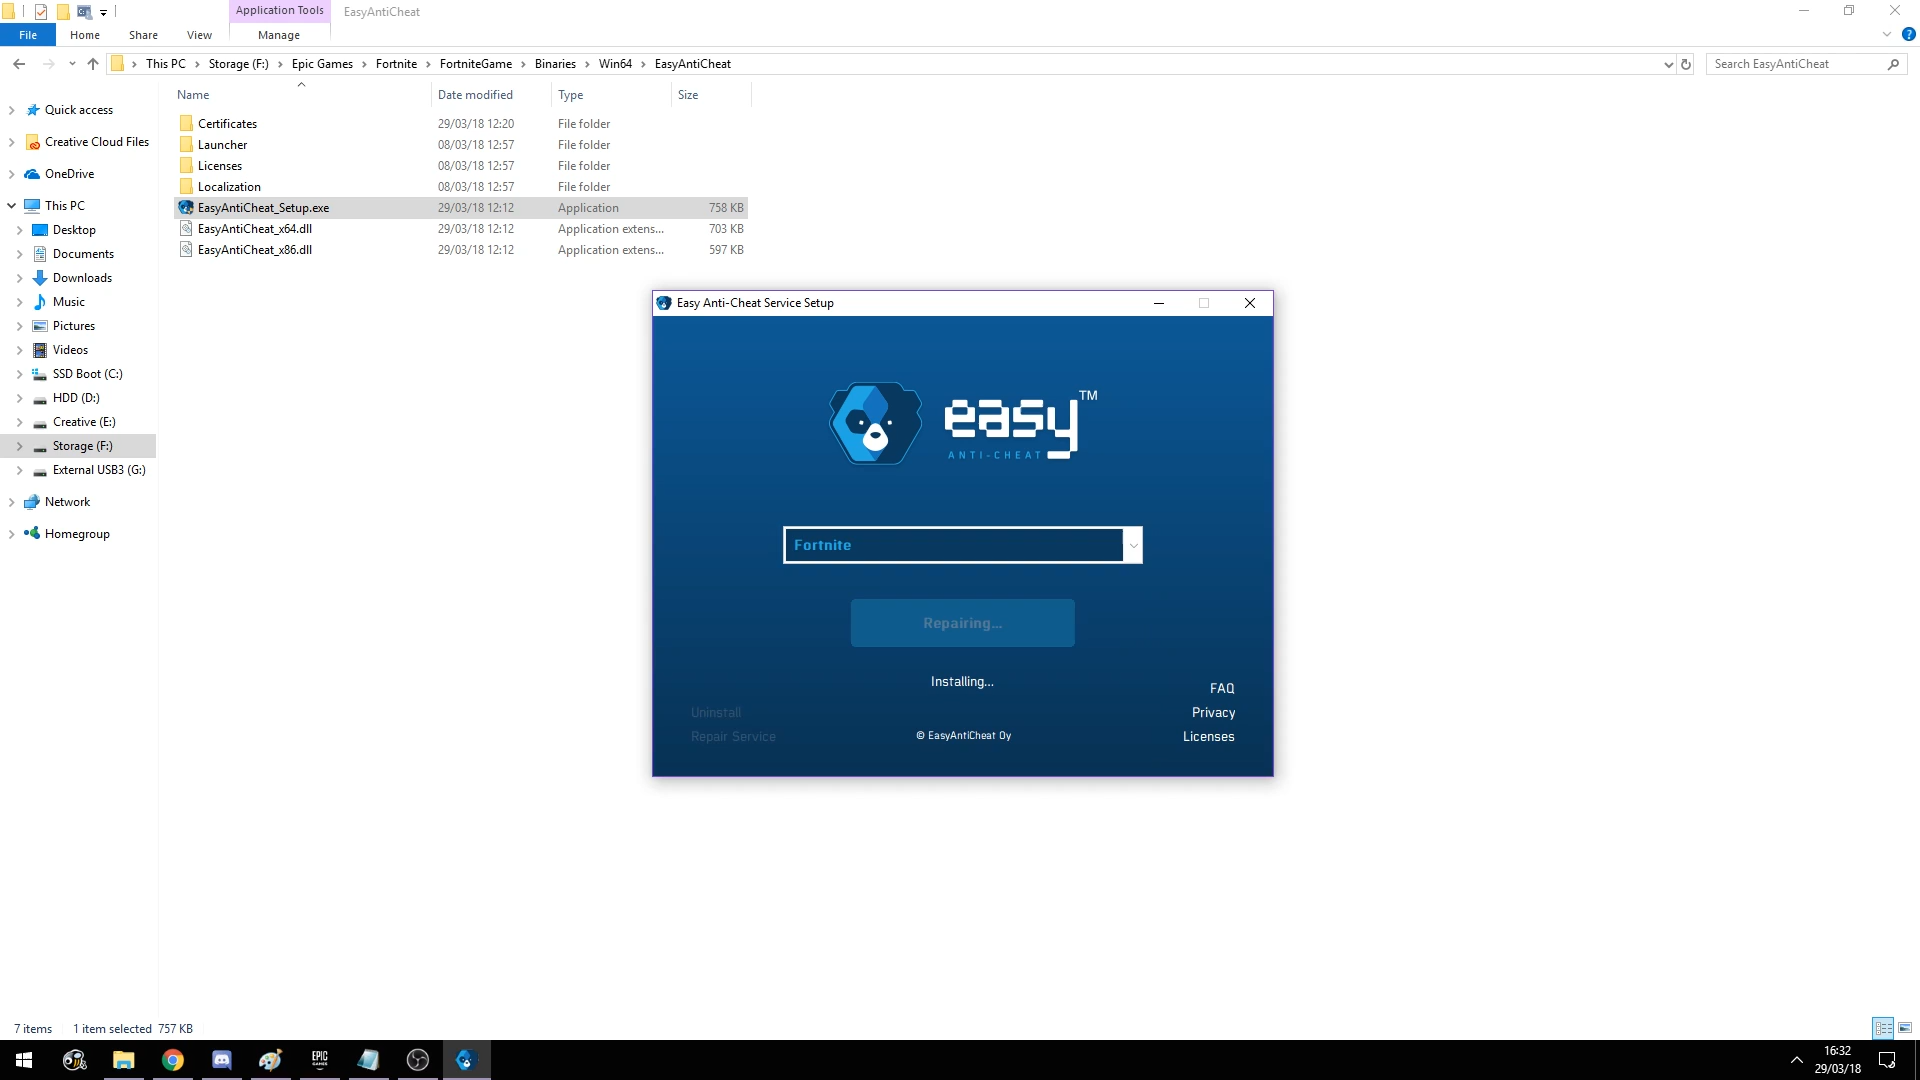 Application Tools
EasyAntiCheat
File
Home
Share
View
Manage
This PC
Storage (F:)
Epic Games
Fortnite
FortniteGame
Binaries
Win64
EasyAntiCheat
Search EasyAntiCheat
Name
Date modified
Type
Size
Quick access
Creative Cloud Files
OneDrive
This PC
Desktop
Documents
Downloads
Music
Pictures
Videos
SSD Boot (C:)
HDD (D:)
Creative (E:)
Storage (F:)
External USB3 (G:)
Network
Homegroup
Certificates 29/03/18 12:20 File folder
Launcher 08/03/18 12:57 File folder
Licenses 08/03/18 12:57 File folder
Localization 08/03/18 12:57 File folder
EasyAntiCheat_Setup.exe 29/03/18 12:12 Application 758 KB
EasyAntiCheat_x64.dll 29/03/18 12:12 Application extens... 703 KB
EasyAntiCheat_x86.dll 29/03/18 12:12 Application extens... 597 KB
Easy Anti-Cheat Service Setup
easy™
ANTI-CHEAT
Fortnite
Repairing...
Installing...
FAQ
Uninstall
Privacy
Repair Service
© EasyAntiCheat Oy
Licenses
7 items
1 item selected 757 KB
EPIC
GAMES
16:32
29/03/18